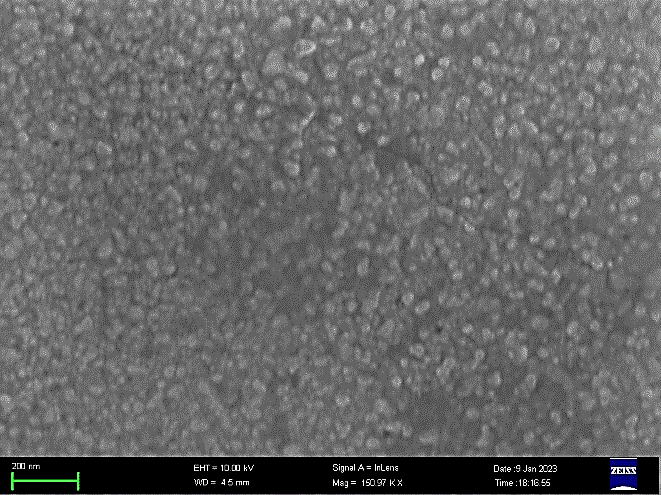 200 nm
EHT = 10.00 kV
WD = 4.5 mm
Signal A = InLens
Mag = 150.97 K X
Date :9 Jan 2023
Time :18:16:55
ZEISS